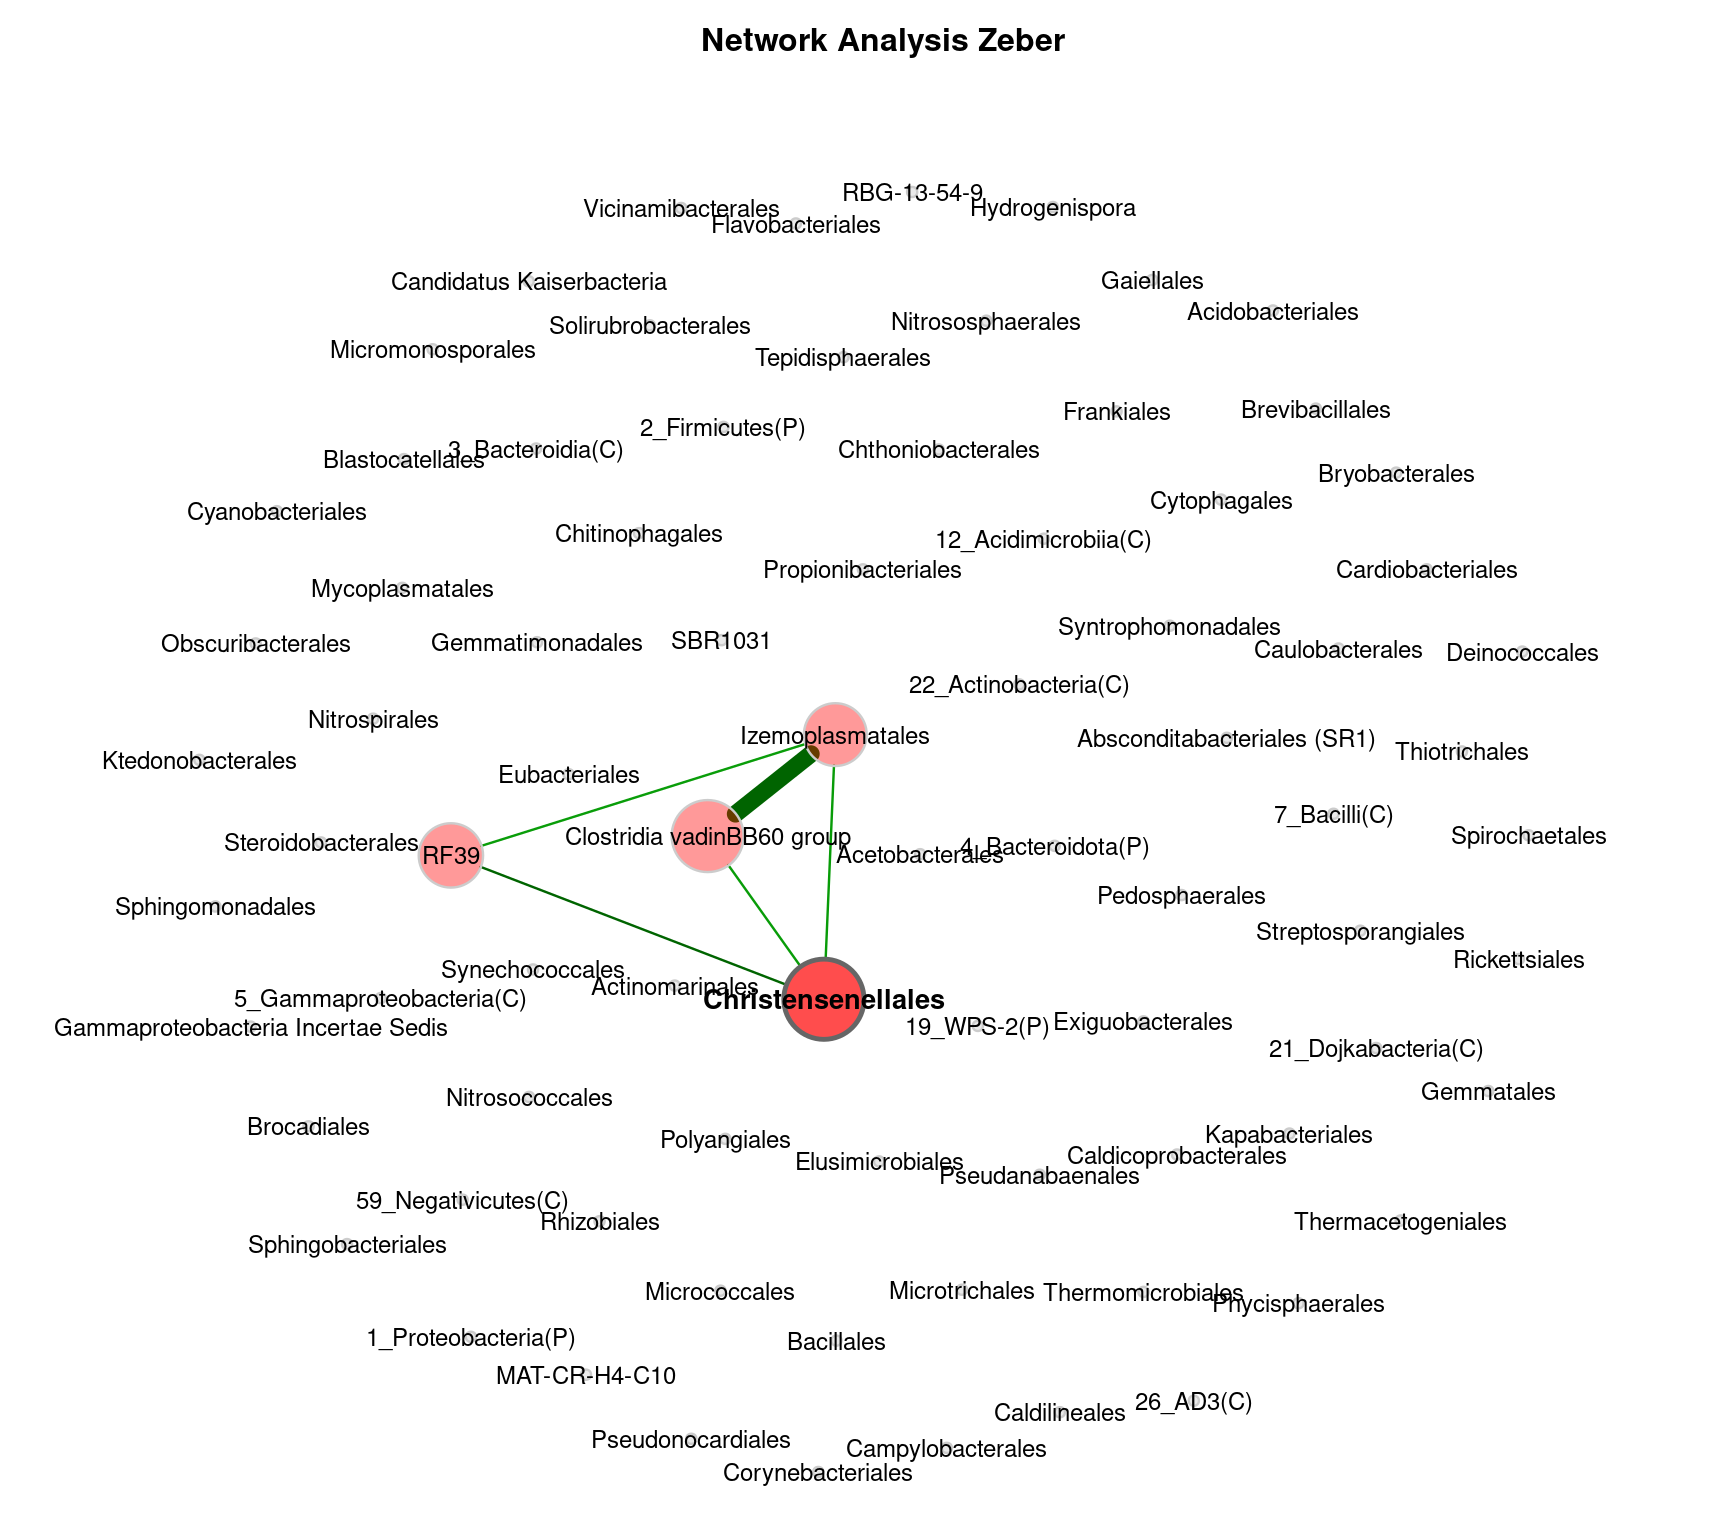 Network Analysis Zeber
RBG-13-54-9
Vicinamibacterales
Hydrogenispora
Flavobacteriales
Candidatus Kaiserbacteria
Gaiellales
Acidobacteriales
Solirubrobacterales
Nitrososphaerales
Micromonosporales
Tepidisphaerales
Frankiales
Brevibacillales
2_Firmicutes(P)
3_Bacteroidia(C)
Chthoniobacterales
Blastocatellales
Bryobacterales
Cytophagales
Cyanobacteriales
Chitinophagales
12_Acidimicrobiia(C)
Propionibacteriales
Cardiobacteriales
Mycoplasmatales
Syntrophomonadales
Obscuribacterales
Gemmatimonadales
SBR1031
Caulobacterales
Deinococcales
22_Actinobacteria(C)
Nitrospirales
Izemoplasmatales
Absconditabacteriales (SR1)
Thiotrichales
Ktedonobacterales
Eubacteriales
7_Bacilli(C)
Clostridia vadinBB60 group
Spirochaetales
Steroidobacterales
RF39
Acetobacterales
4_Bacteroidota(P)
Pedosphaerales
Sphingomonadales
Streptosporangiales
Rickettsiales
Synechococcales
Actinomarinales
5_Gammaproteobacteria(C)
Christensenellales
Gammaproteobacteria Incertae Sedis
19_WPS-2(P)
Exiguobacterales
21_Dojkabacteria(C)
Gemmatales
Nitrosococcales
Brocadiales
Kapabacteriales
Polyangiales
Caldicoprobacterales
Elusimicrobiales
Pseudanabaenales
59_Negativicutes(C)
Rhizobiales
Thermacetogeniales
Sphingobacteriales
Micrococcales
Microtrichales
Thermomicrobiales
Phycisphaerales
1_Proteobacteria(P)
Bacillales
MAT-CR-H4-C10
26_AD3(C)
Caldilineales
Pseudonocardiales
Campylobacterales
Corynebacteriales